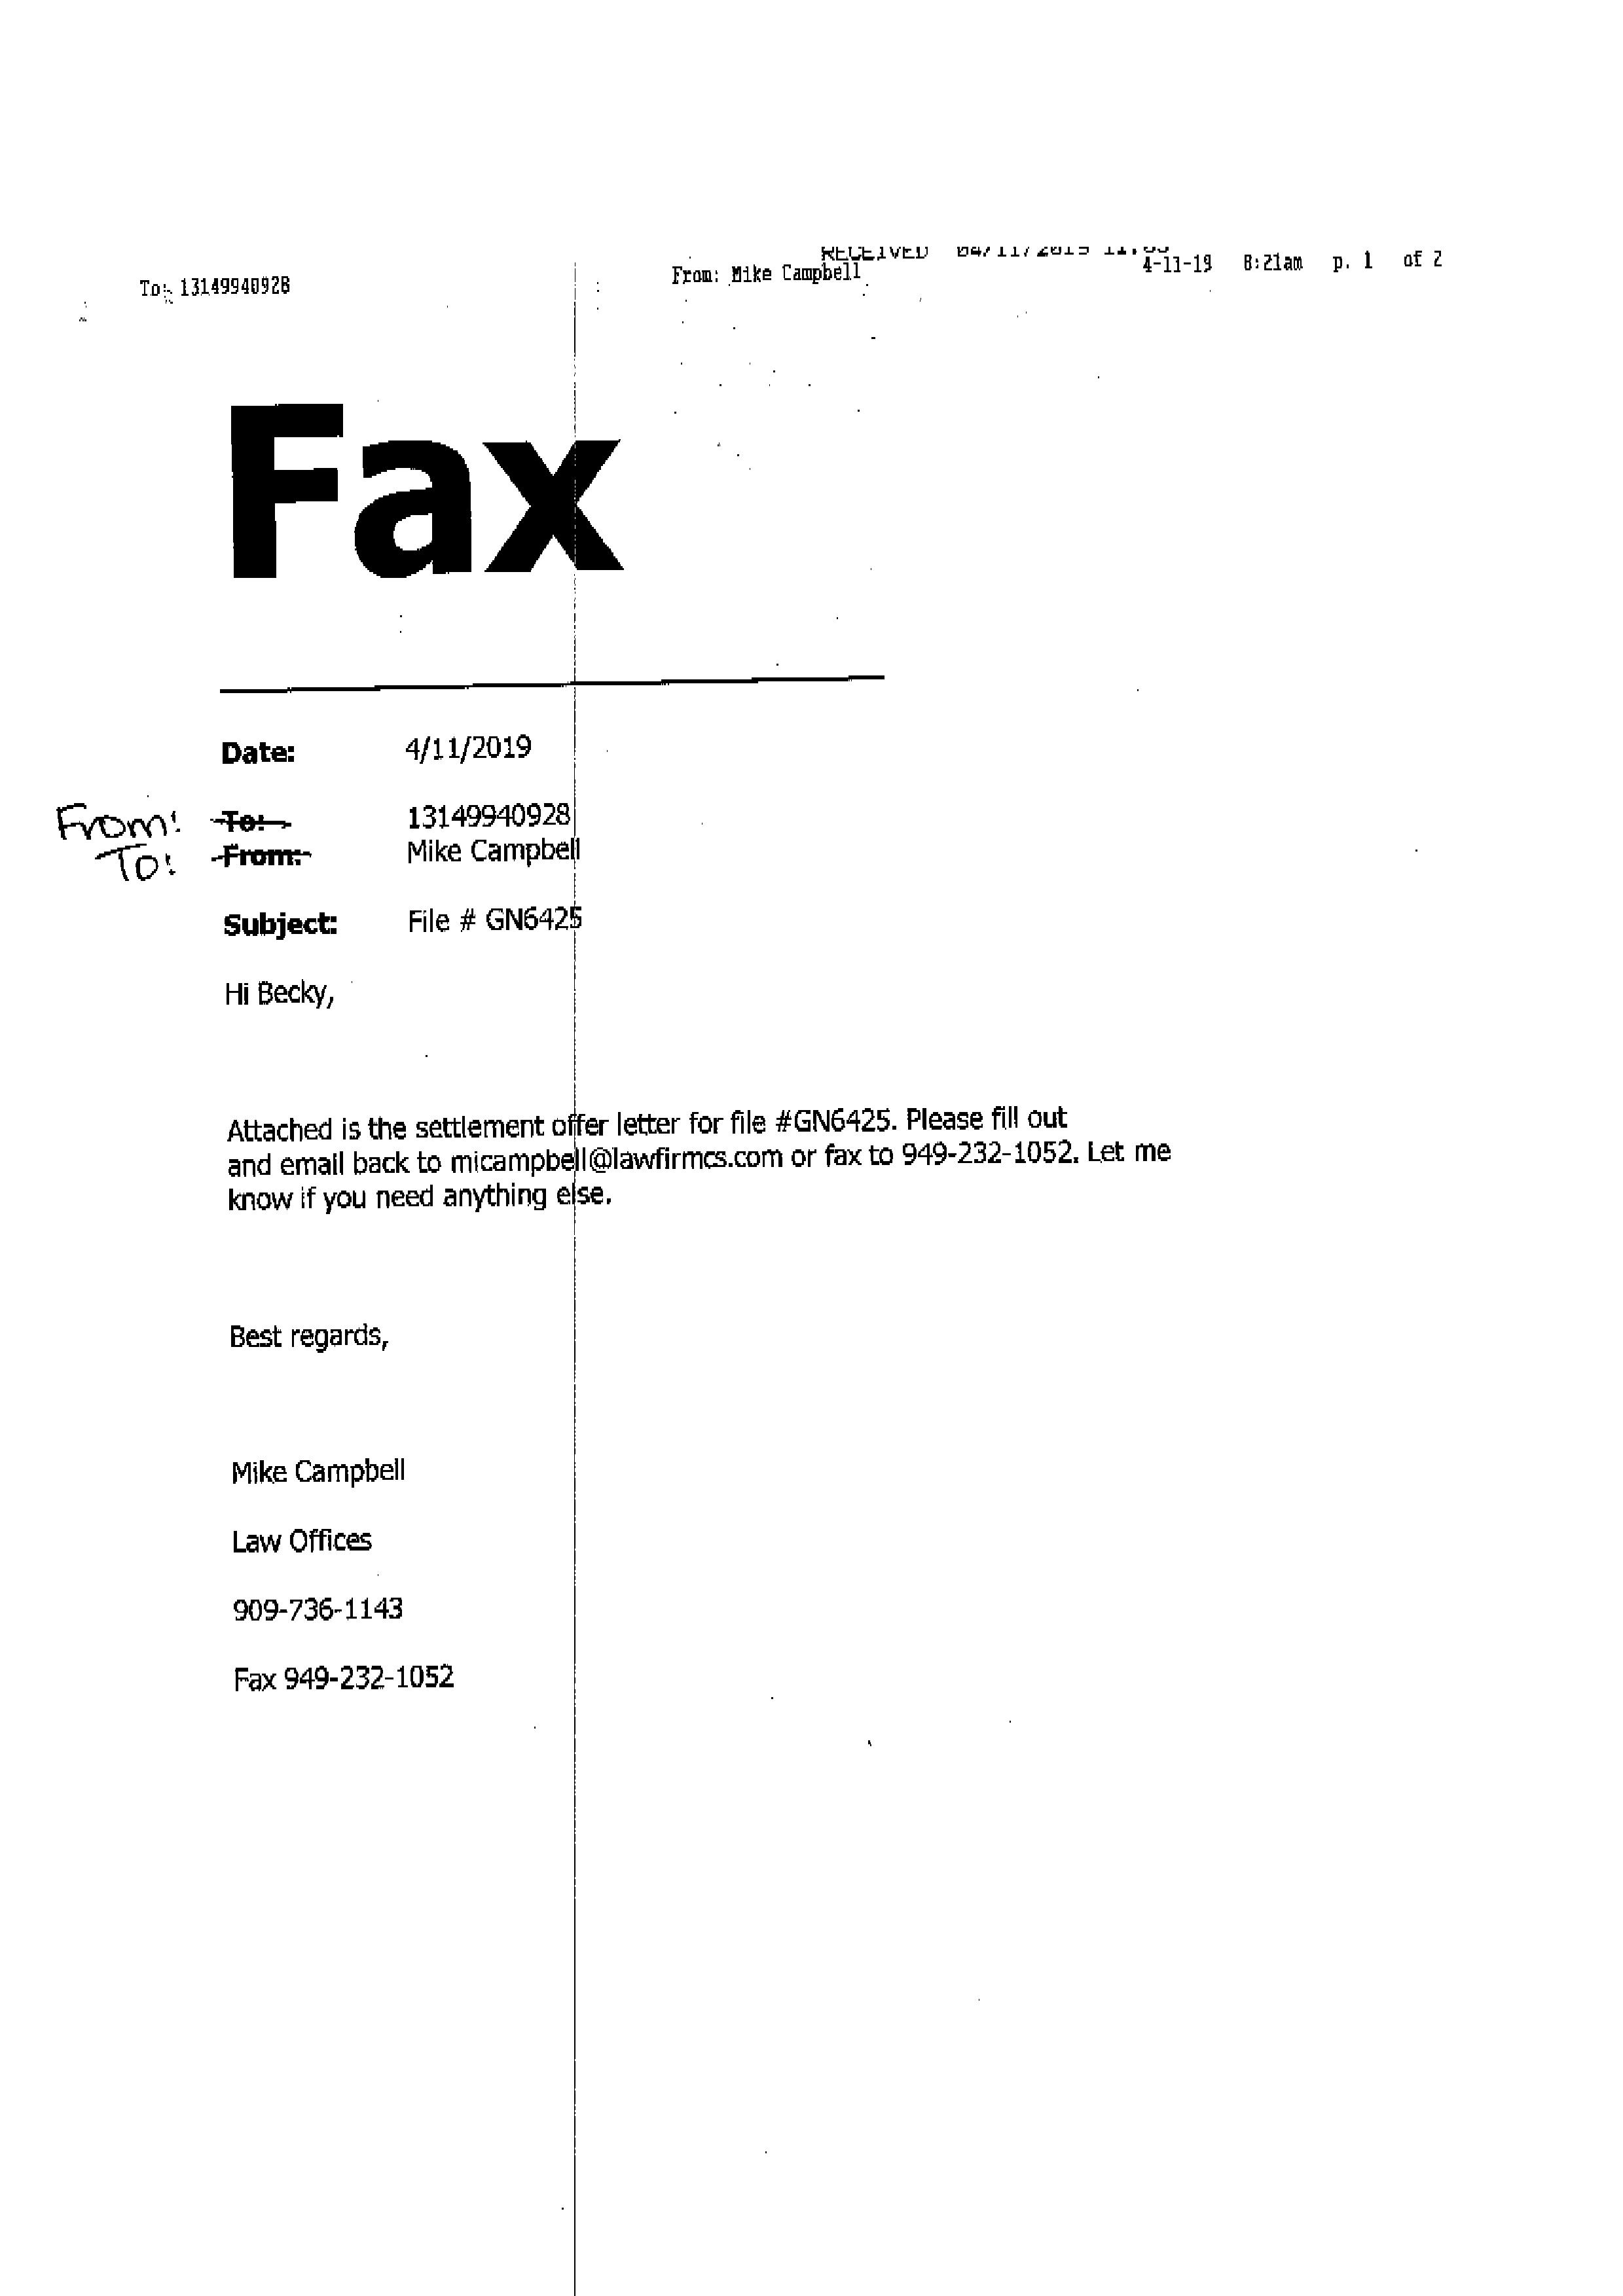 To: 13149940928
From: Mike Campbell
RECEIVED 04/11/2019
4-11-19 8:21am p. 1 of 2
Fax
Date: 4/11/2019
From: To: 13149940928
To: From: Mike Campbell
Subject: File # GN6425
Hi Becky,
Attached is the settlement offer letter for file #GN6425. Please fill out
and email back to micampbell@lawfirmcs.com or fax to 949-232-1052. Let me
know if you need anything else.
Best regards,
Mike Campbell
Law Offices
909-736-1143
Fax 949-232-1052